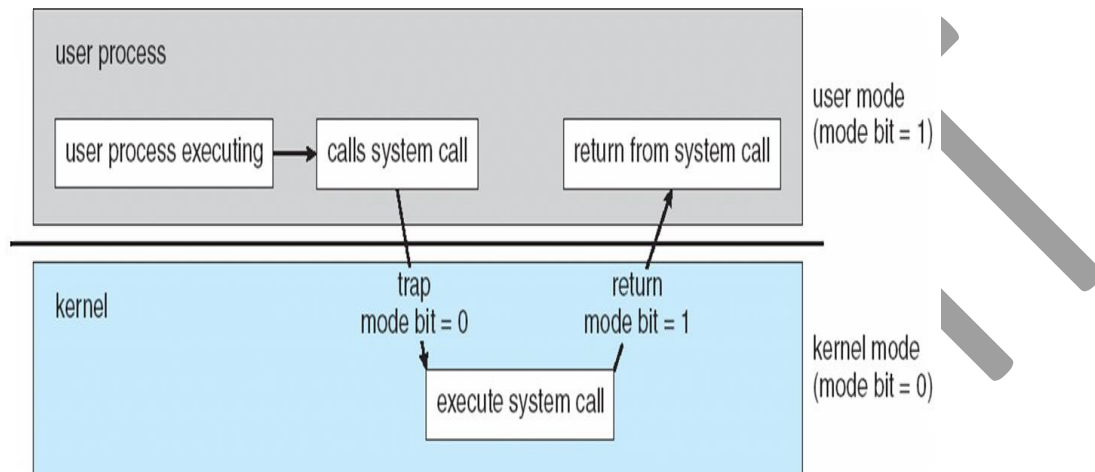 user process
user process executing
calls system call
return from system call
user mode
(mode bit = 1)
trap
mode bit = 0
return
mode bit = 1
kernel
execute system call
kernel mode
(mode bit = 0)